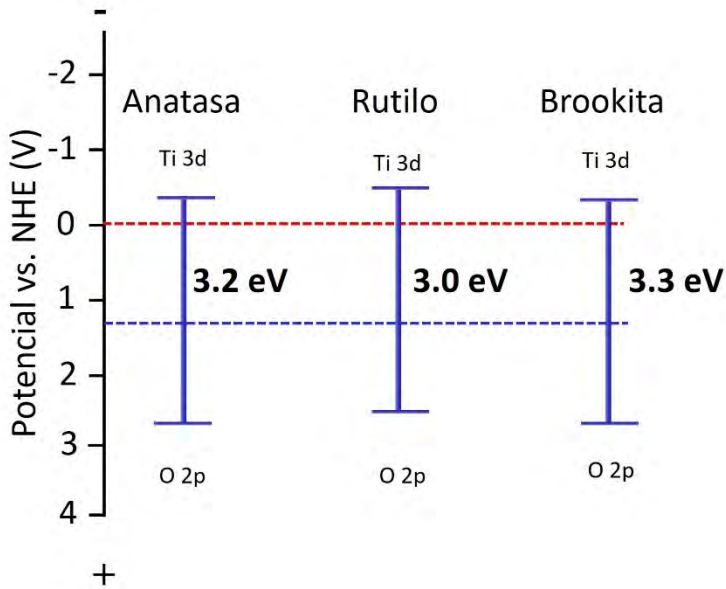 -
Potencial vs. NHE (V)
-2
-1
0
1
2
3
4
+
Anatasa Rutilo Brookita
Ti 3d Ti 3d Ti 3d
3.2 eV 3.0 eV 3.3 eV
O 2p O 2p O 2p